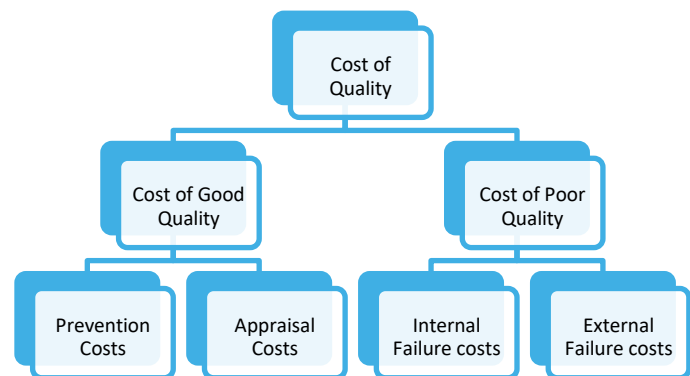 Cost of
Quality
Cost of Good
Quality
Cost of Poor
Quality
Prevention
Costs
Appraisal
Costs
Internal
Failure costs
External
Failure costs